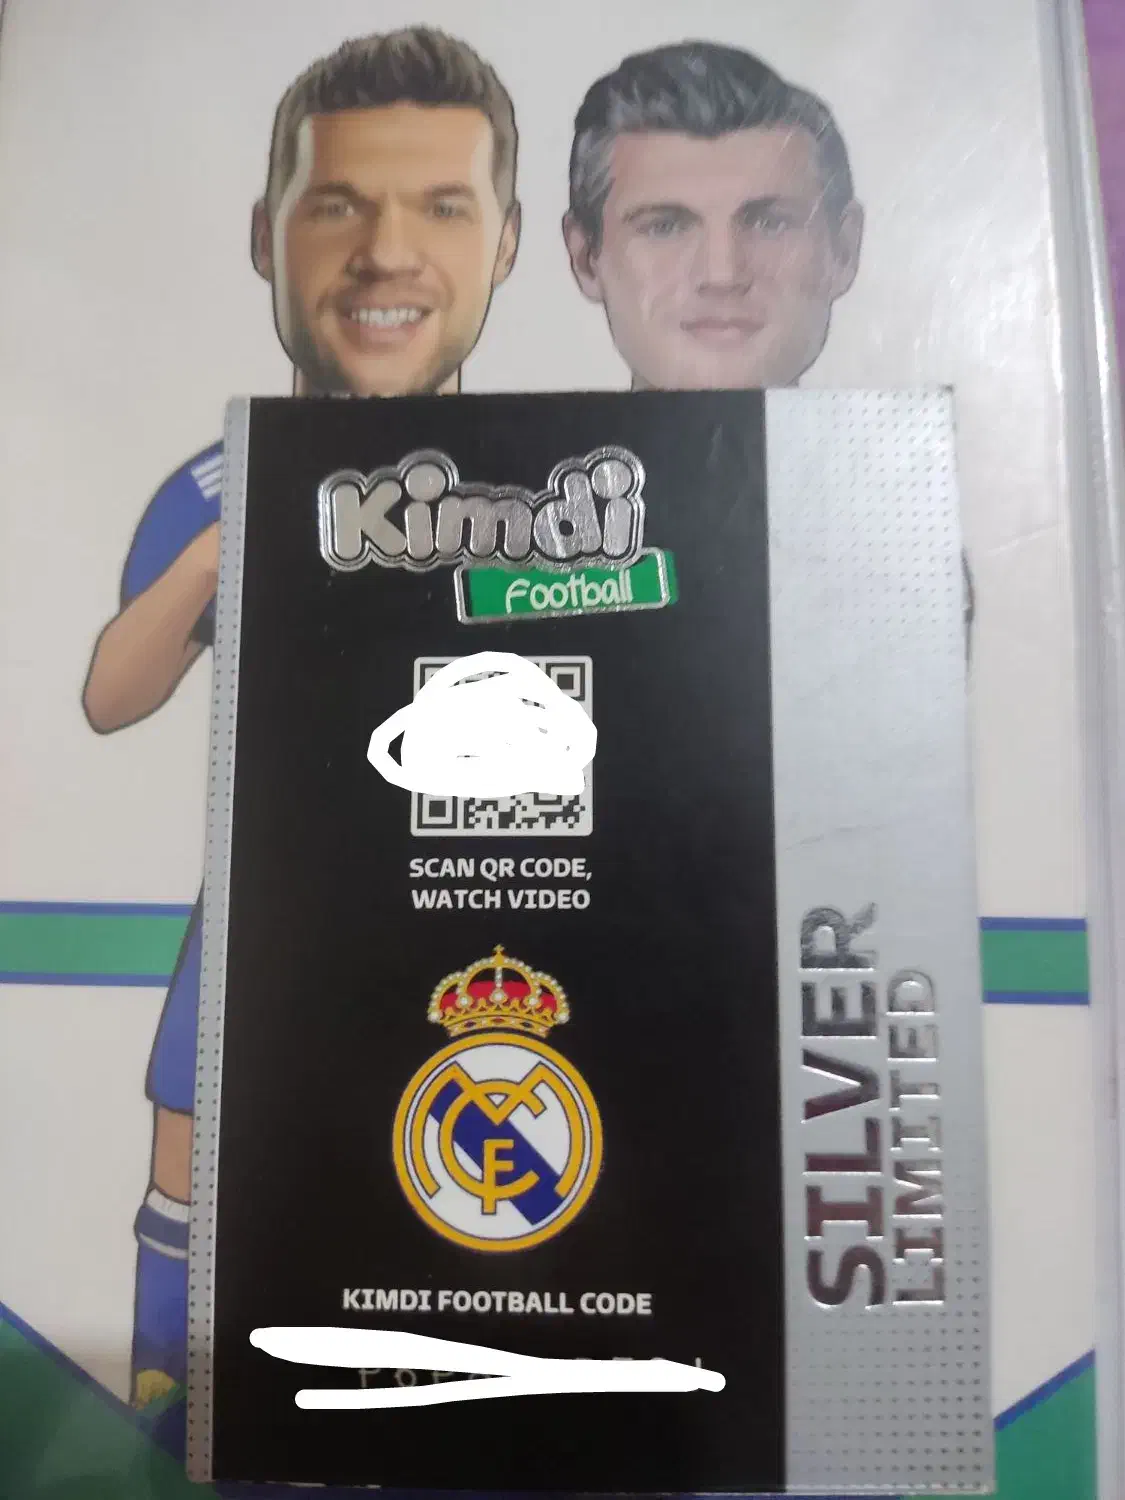 Kimdi
Football
SCAN QR CODE,
WATCH VIDEO
KIMDI FOOTBALL CODE
SILVER
LIMITED